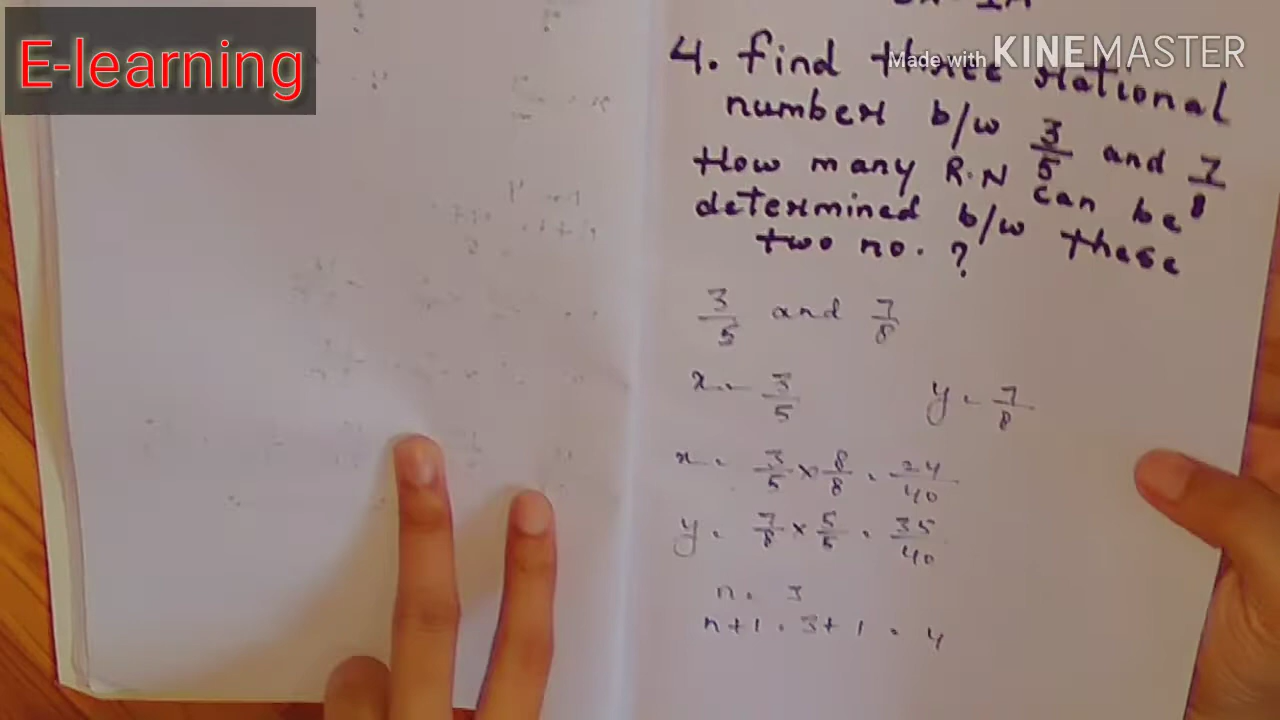 E-learning
Made with KINEMASTER
4. find three rational
number b/w 3/5 and 7/8
How many R.N can be
determined b/w these
two no. ?
3/5 and 7/8
x = 3/5 y = 7/8
x = 3/5 × 8/8 = 24/40
y = 7/8 × 5/5 = 35/40
n = 3
n+1 = 3+1 = 4